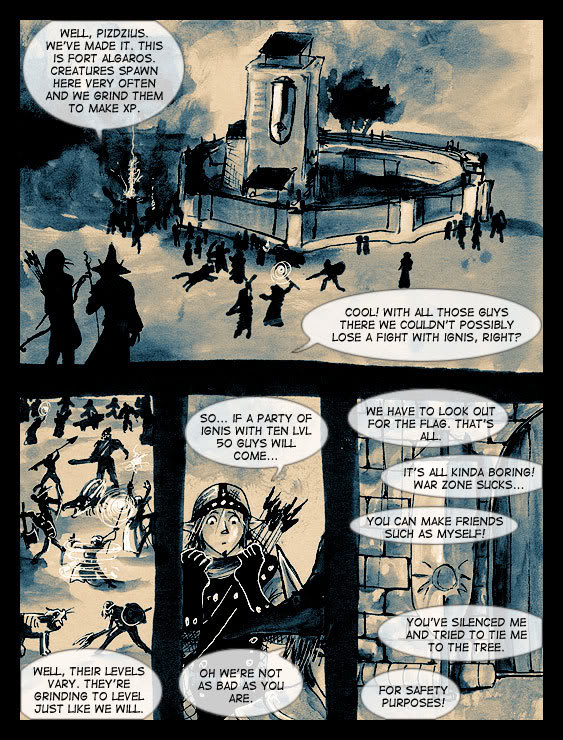 WELL, PIZDZIUS.
WE'VE MADE IT. THIS
IS FORT ALGAROS.
CREATURES SPAWN
HERE VERY OFTEN
AND WE GRIND THEM
TO MAKE XP.
COOL! WITH ALL THOSE GUYS
THERE WE COULDN'T POSSIBLY
LOSE A FIGHT WITH IGNIS, RIGHT?
WELL, THEIR LEVELS
VARY. THEY'RE
GRINDING TO LEVEL
JUST LIKE WE WILL.
SO... IF A PARTY OF
IGNIS WITH TEN LVL
50 GUYS WILL
COME...
OH WE'RE NOT
AS BAD AS YOU
ARE.
WE HAVE TO LOOK OUT
FOR THE FLAG. THAT'S
ALL.
IT'S ALL KINDA BORING!
WAR ZONE SUCKS...
YOU CAN MAKE FRIENDS
SUCH AS MYSELF!
YOU'VE SILENCED ME
AND TRIED TO TIE ME
TO THE TREE.
FOR SAFETY
PURPOSES!